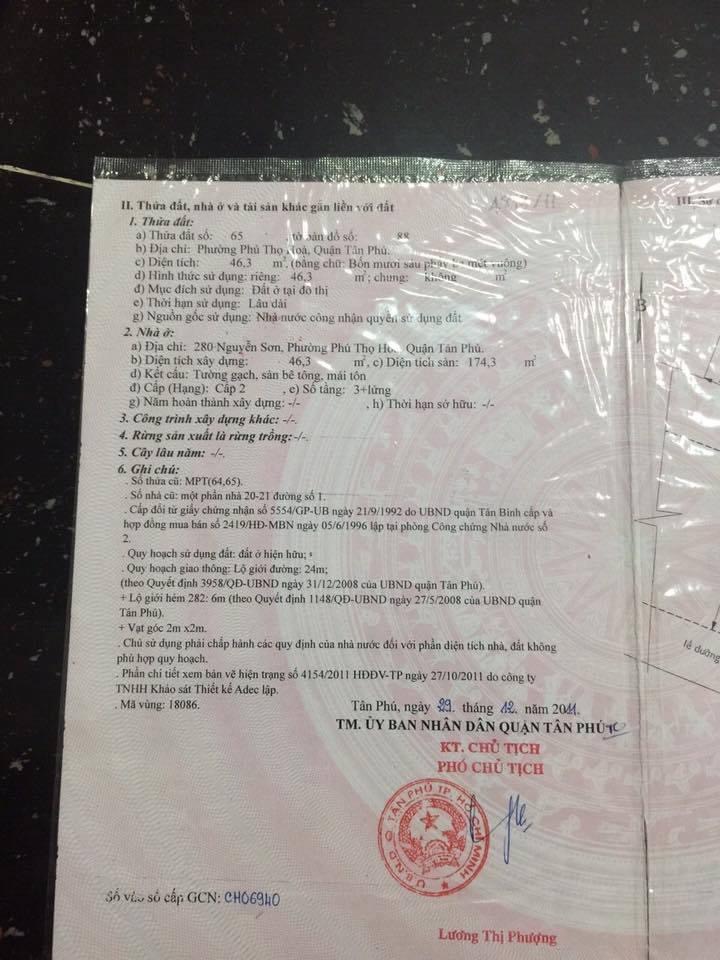 II. Thửa đất, nhà ở và tài sản khác gắn liền với đất
1. Thửa đất:
a) Thửa đất số: 65 , tờ bản đồ số: 88
b) Địa chỉ: Phường Phú Thọ Hoà, Quận Tân Phú.
c) Diện tích: 46,3 m², (bằng chữ: Bốn mươi sáu phẩy ba mét vuông)
d) Hình thức sử dụng: riêng: 46,3 m²; chung: không m²
đ) Mục đích sử dụng: Đất ở tại đô thị
e) Thời hạn sử dụng: Lâu dài
g) Nguồn gốc sử dụng: Nhà nước công nhận quyền sử dụng đất
2. Nhà ở:
a) Địa chỉ: 280 Nguyễn Sơn, Phường Phú Thọ Hoà, Quận Tân Phú.
b) Diện tích xây dựng: 46,3 m², c) Diện tích sàn: 174,3 m²
d) Kết cấu: Tường gạch, sàn bê tông, mái tôn
đ) Cấp (Hạng): Cấp 2 , e) Số tầng: 3+lửng
g) Năm hoàn thành xây dựng: -/- , h) Thời hạn sở hữu: -/-
3. Công trình xây dựng khác: -/-.
4. Rừng sản xuất là rừng trồng:-/-.
5. Cây lâu năm: -/-.
6. Ghi chú:
. Số thửa cũ: MPT(64,65).
. Số nhà cũ: một phần nhà 20-21 đường số 1.
. Cấp đổi từ giấy chứng nhận số 5554/GP-UB ngày 21/9/1992 do UBND quận Tân Bình cấp và
hợp đồng mua bán số 2419/HĐ-MBN ngày 05/6/1996 lập tại phòng Công chứng Nhà nước số
2.
. Quy hoạch sử dụng đất: đất ở hiện hữu;
. Quy hoạch giao thông: Lộ giới đường: 24m;
(theo Quyết định 3958/QĐ-UBND ngày 31/12/2008 của UBND quận Tân Phú).
+ Lộ giới hẻm 282: 6m (theo Quyết định 1148/QĐ-UBND ngày 27/5/2008 của UBND quận
Tân Phú).
+ Vạt góc 2m x2m.
. Chủ sử dụng phải chấp hành các quy định của nhà nước đối với phần diện tích nhà, đất không
phù hợp quy hoạch.
. Phần chi tiết xem bản vẽ hiện trạng số 4154/2011 HĐĐV-TP ngày 27/10/2011 do công ty
TNHH Khảo sát Thiết kế Adec lập.
. Mã vùng: 18086.
Tân Phú, ngày 29. tháng .12. năm 2011.
TM. ỦY BAN NHÂN DÂN QUẬN TÂN PHÚ
KT. CHỦ TỊCH
PHÓ CHỦ TỊCH
U.B.N.D Q TÂN PHÚ T.P. HỒ CHÍ MINH
Số vào sổ cấp GCN: CH06940
Lương Thị Phượng
III. Sơ
B
lề đường